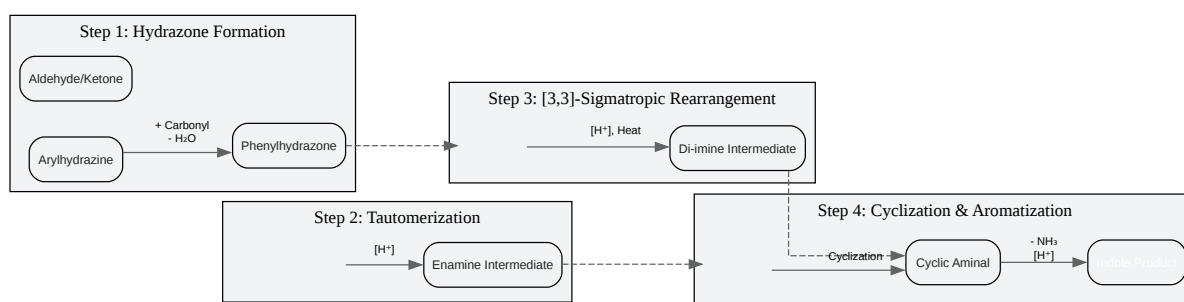 Step 1: Hydrazone Formation
Aldehyde/Ketone
Arylhydrazine
+ Carbonyl
- H₂O
Phenylhydrazone
Step 2: Tautomerization
[H⁺]
Enamine Intermediate
Step 3: [3,3]-Sigmatropic Rearrangement
[H⁺], Heat
Di-imine Intermediate
Step 4: Cyclization & Aromatization
Cyclization
Cyclic Aminal
- NH₃
[H⁺]
Indole Product